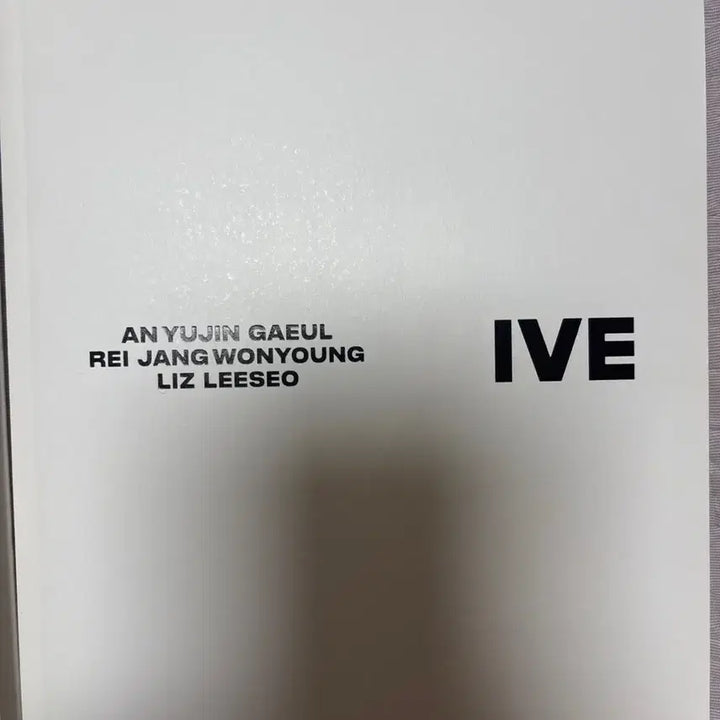 AN YUJIN GAEUL
REI JANG WONYOUNG
LIZ LEESEO
IVE